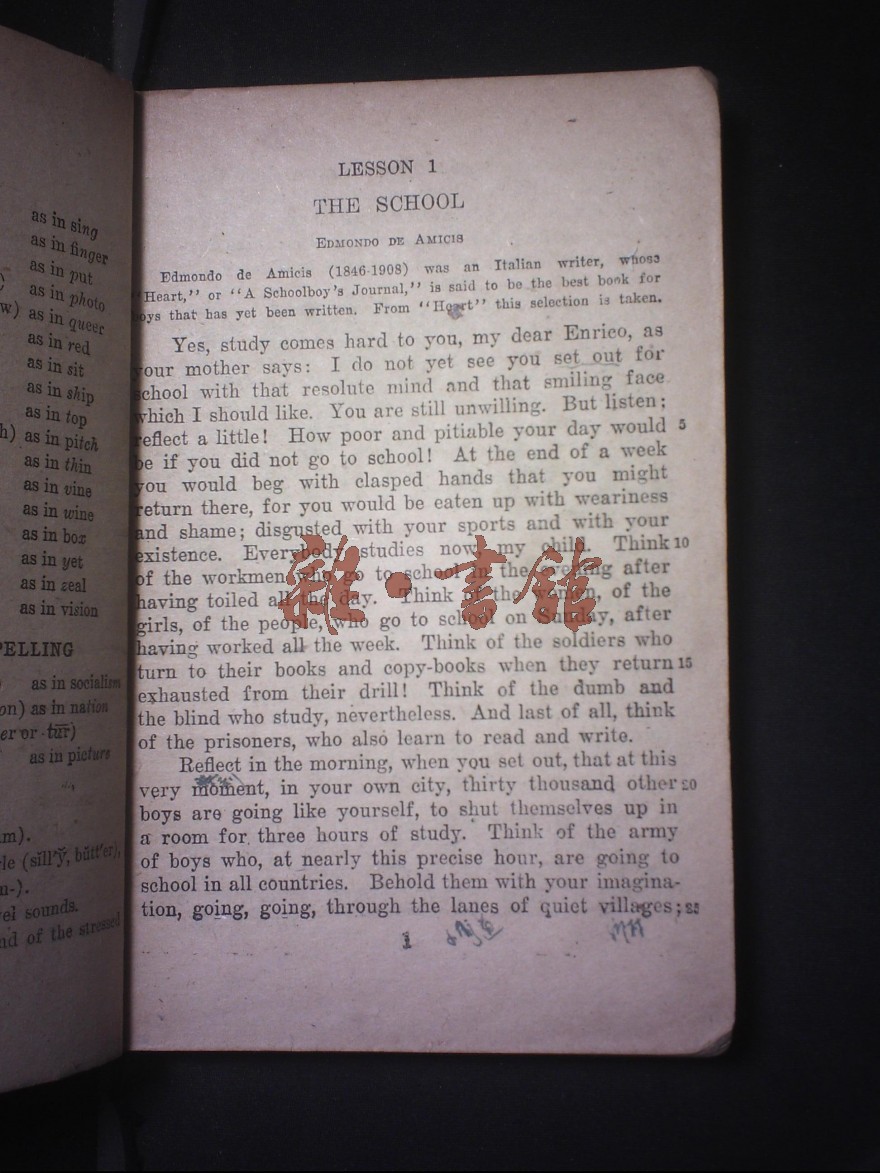 as in sing
as in finger
as in put
as in photo
w) as in queer
as in red
as in sit
as in ship
as in top
h) as in pitch
as in thin
as in vine
as in wine
as in box
as in yet
as in zeal
as in vision
PELLING
as in socialism
on) as in nation
er or -tūr)
as in picture
m).
le (sĭll'y̆, bŭtt'er),
n-).
el sounds.
nd of the stressed
LESSON 1
THE SCHOOL
EDMONDO DE AMICIS
Edmondo de Amicis (1846-1908) was an Italian writer, whose
"Heart," or "A Schoolboy's Journal," is said to be the best book for
boys that has yet been written. From "Heart" this selection is taken.
Yes, study comes hard to you, my dear Enrico, as
your mother says: I do not yet see you set out for
school with that resolute mind and that smiling face
which I should like. You are still unwilling. But listen;
reflect a little! How poor and pitiable your day would 5
be if you did not go to school! At the end of a week
you would beg with clasped hands that you might
return there, for you would be eaten up with weariness
and shame; disgusted with your sports and with your
existence. Everybody studies now, my child. Think 10
of the workmen who go to school in the evening after
having toiled all the day. Think of the women, of the
girls, of the people, who go to school on Sunday, after
having worked all the week. Think of the soldiers who
turn to their books and copy-books when they return 15
exhausted from their drill! Think of the dumb and
the blind who study, nevertheless. And last of all, think
of the prisoners, who also learn to read and write.
Reflect in the morning, when you set out, that at this
very moment, in your own city, thirty thousand other 20
boys are going like yourself, to shut themselves up in
a room for three hours of study. Think of the army
of boys who, at nearly this precise hour, are going to
school in all countries. Behold them with your imagina-
tion, going, going, through the lanes of quiet villages; 25
1
雜·書館